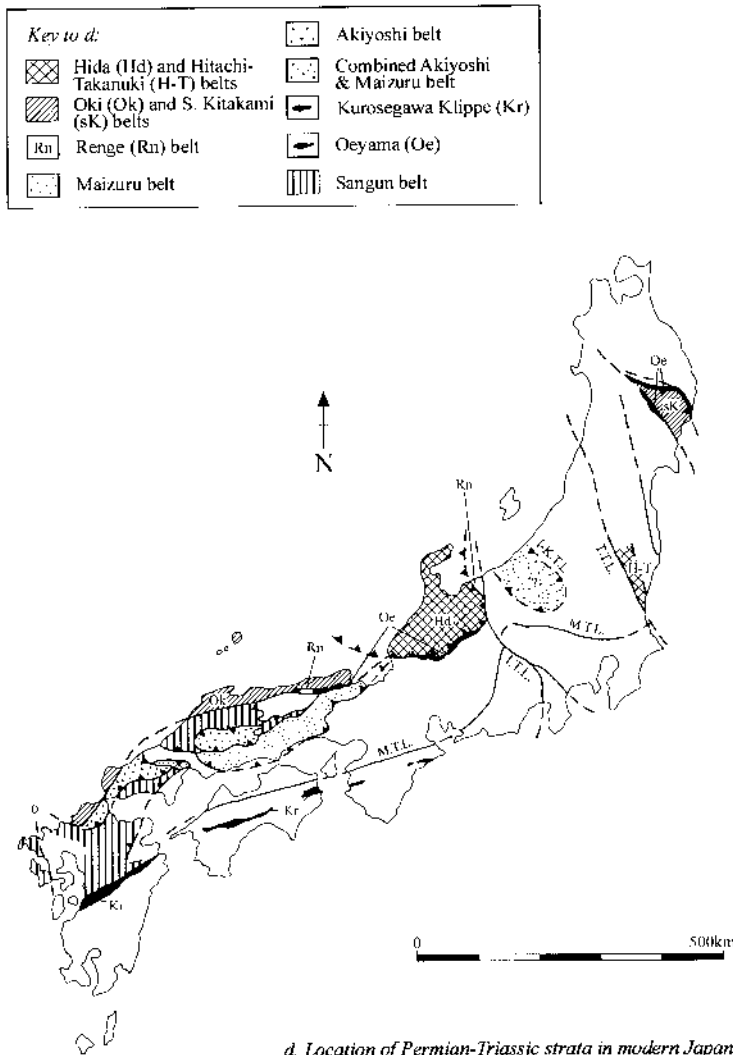 Key to d:
Hida (Hd) and Hitachi-
Takanuki (H-T) belts
Oki (Ok) and S. Kitakami
(sK) belts
Rn Renge (Rn) belt
Maizuru belt
Akiyoshi belt
Combined Akiyoshi
& Maizuru belt
Kurosegawa Klippe (Kr)
Oeyama (Oe)
Sangun belt
Oe
sK
N
Rn
T.T.L.
H-T
?
Hd
Oe
M.T.L.
Rn
I.T.L.
Ok
M.T.L.
0
Kr
Kr
0 500km
d. Location of Permian-Triassic strata in modern Japan